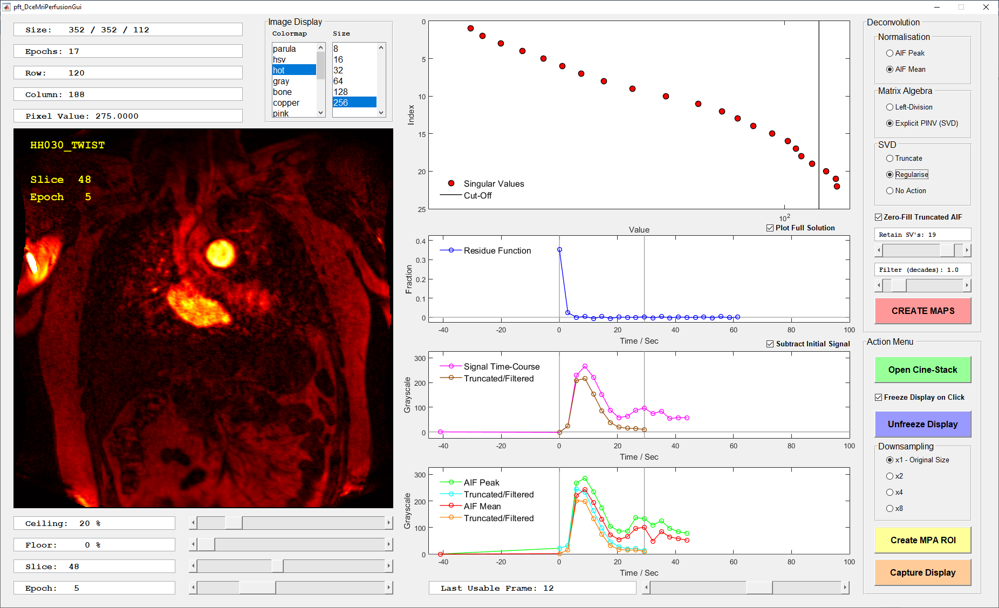 pft_DceMriPerfusionGui
Size: 352 / 352 / 112
Epochs: 17
Row: 120
Column: 188
Pixel Value: 275.0000
Image Display
Colormap Size
parula
hsv
hot
gray
bone
copper
pink
8
16
32
64
128
256
HH030_TWIST
Slice 48
Epoch 5
Ceiling: 20 %
Floor: 0 %
Slice: 48
Epoch: 5
0
5
10
15
20
25
Index
Singular Values
Cut-Off
10²
Value
Plot Full Solution
0.4
0.3
0.2
0.1
0
Fraction
Residue Function
-40 -20 0 20 40 60 80 100
Time / Sec
Subtract Initial Signal
300
200
100
0
Grayscale
Signal Time-Course
Truncated/Filtered
-40 -20 0 20 40 60 80 100
Time / Sec
300
200
100
0
Grayscale
AIF Peak
Truncated/Filtered
AIF Mean
Truncated/Filtered
-40 -20 0 20 40 60 80 100
Time / Sec
Last Usable Frame: 12
Deconvolution
Normalisation
AIF Peak
AIF Mean
Matrix Algebra
Left-Division
Explicit PINV (SVD)
SVD
Truncate
Regularise
No Action
Zero-Fill Truncated AIF
Retain SV's: 19
Filter (decades): 1.0
CREATE MAPS
Action Menu
Open Cine-Stack
Freeze Display on Click
Unfreeze Display
Downsampling
x1 - Original Size
x2
x4
x8
Create MPA ROI
Capture Display